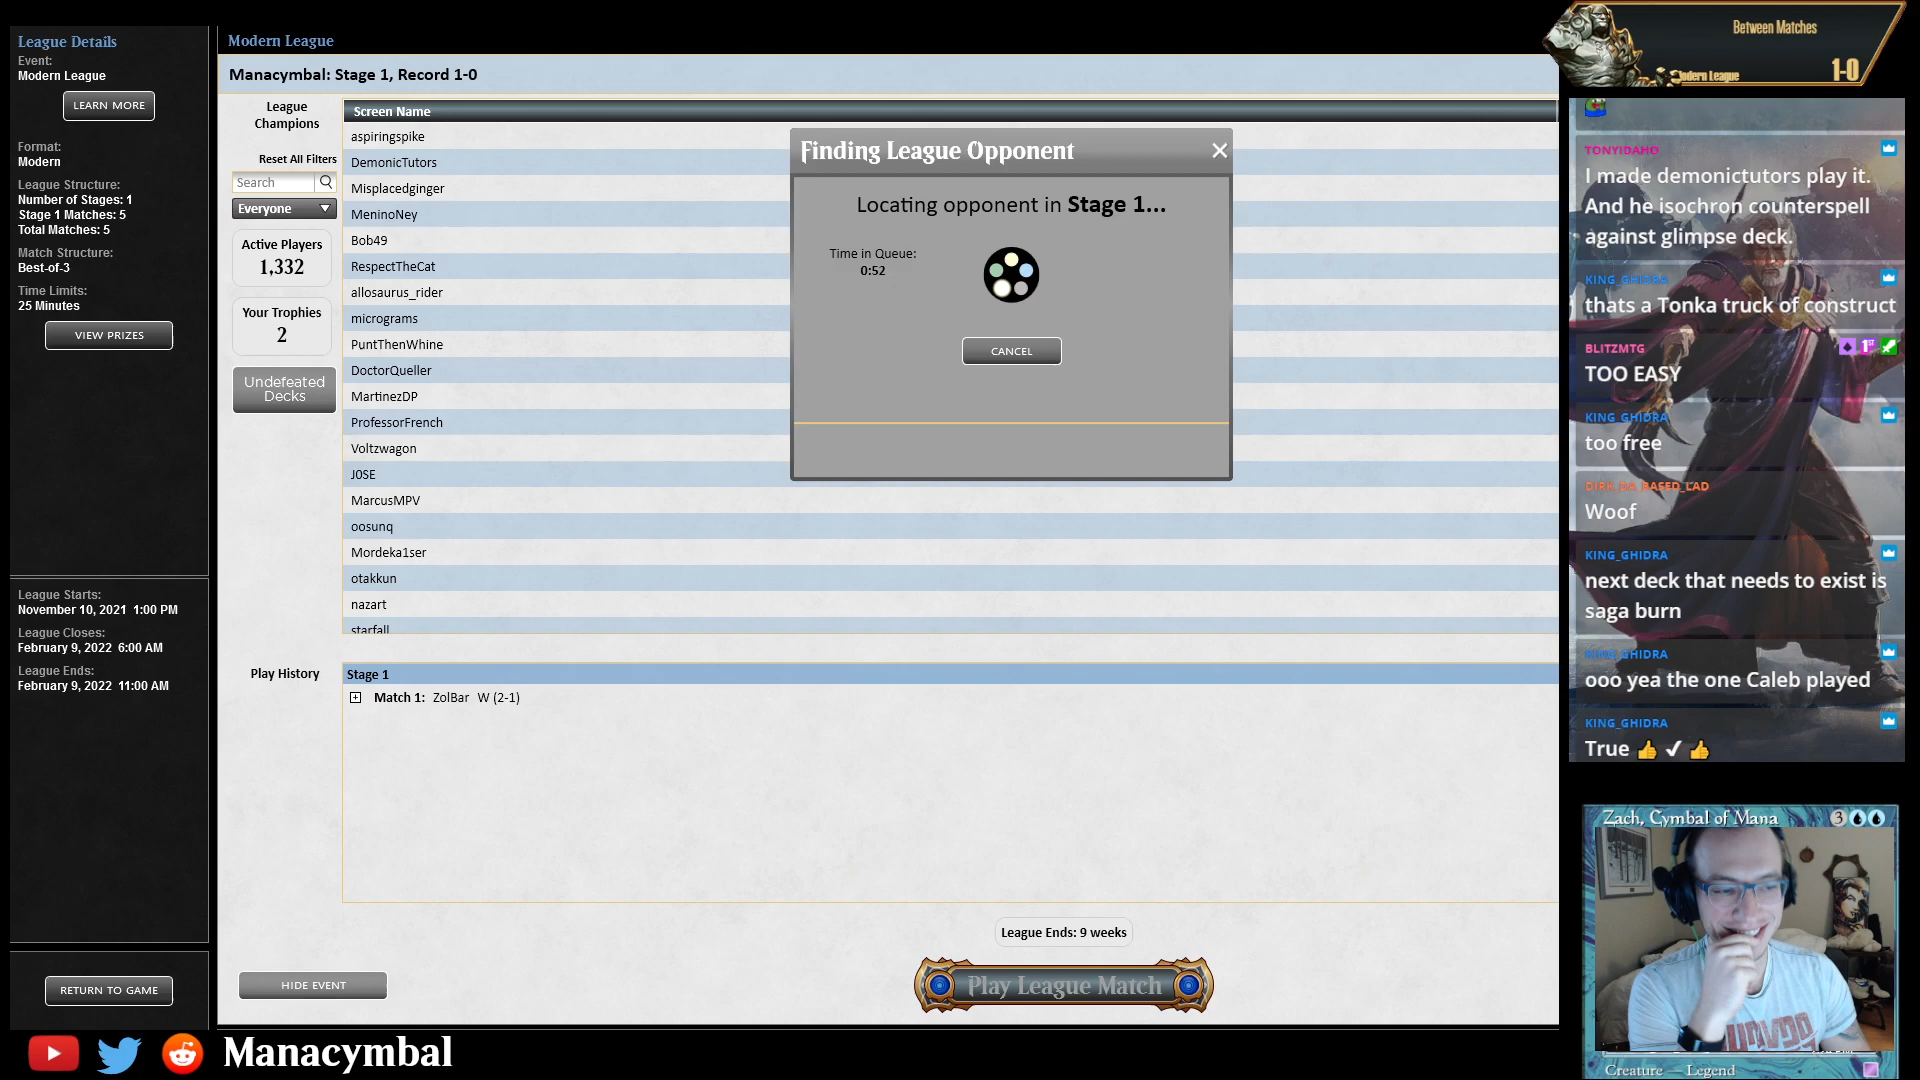 League Details
Event:
Modern League
LEARN MORE
Format:
Modern
League Structure:
Number of Stages: 1
Stage 1 Matches: 5
Total Matches: 5
Match Structure:
Best-of-3
Time Limits:
25 Minutes
VIEW PRIZES
League Starts:
November 10, 2021 1:00 PM
League Closes:
February 9, 2022 6:00 AM
League Ends:
February 9, 2022 11:00 AM
RETURN TO GAME
Modern League
Manacymbal: Stage 1, Record 1-0
League
Champions
Reset All Filters
Search
Everyone
Active Players
1,332
Your Trophies
2
Undefeated
Decks
Screen Name
aspiringspike
DemonicTutors
Misplacedginger
MeninoNey
Bob49
RespectTheCat
allosaurus_rider
micrograms
PuntThenWhine
DoctorQueller
MartinezDP
ProfessorFrench
Voltzwagon
J0SE
MarcusMPV
oosunq
Mordeka1ser
otakkun
nazart
starfall
Finding League Opponent
Locating opponent in Stage 1...
Time in Queue:
0:52
CANCEL
Play History
Stage 1
Match 1: ZolBar W (2-1)
League Ends: 9 weeks
HIDE EVENT
Play League Match
Manacymbal
Between Matches
Modern League
1-0
TONYIDAHO
I made demonictutors play it.
And he isochron counterspell
against glimpse deck.
KING_GHIDRA
thats a Tonka truck of construct
BLITZMTG
1ST
TOO EASY
KING_GHIDRA
too free
DIRK_DA_BASED_LAD
Woof
KING_GHIDRA
next deck that needs to exist is
saga burn
KING_GHIDRA
ooo yea the one Caleb played
KING_GHIDRA
True 👍 ✔ 👍
Zach, Cymbal of Mana 3
Creature — Legend